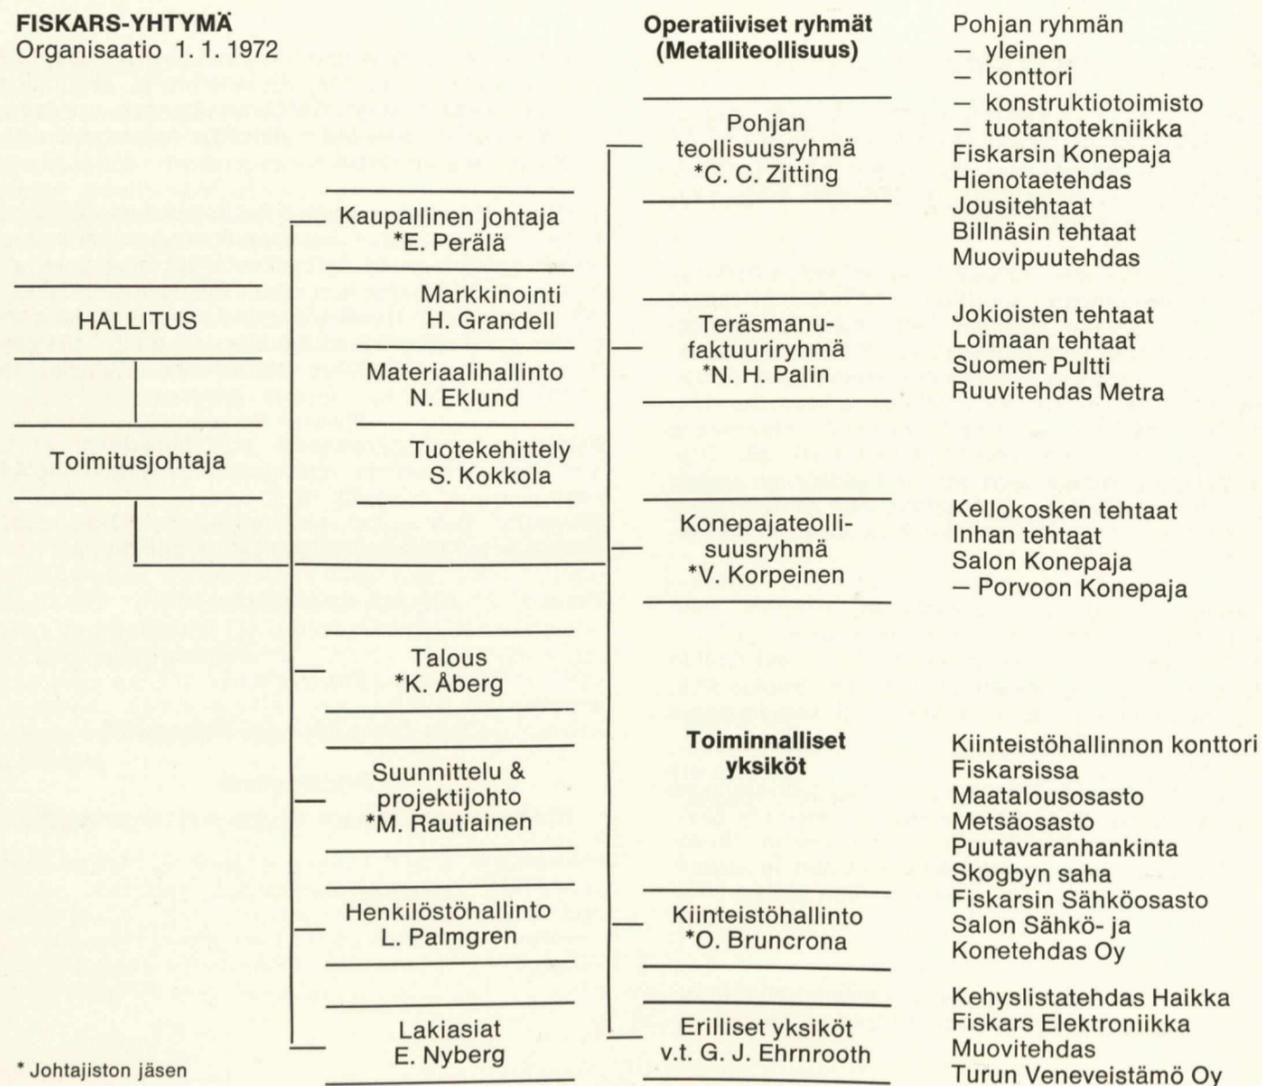 FISKARS-YHTYMÄ
Organisaatio 1. 1. 1972
HALLITUS
Toimitusjohtaja
Kaupallinen johtaja
*E. Perälä
Markkinointi
H. Grandell
Materiaalihallinto
N. Eklund
Tuotekehittely
S. Kokkola
Talous
*K. Åberg
Suunnittelu &
projektijohto
*M. Rautiainen
Henkilöstöhallinto
L. Palmgren
Lakiasiat
E. Nyberg
Operatiiviset ryhmät
(Metalliteollisuus)
Pohjan
teollisuusryhmä
*C. C. Zitting
Teräsmanu-
faktuuriryhmä
*N. H. Palin
Konepajateolli-
suusryhmä
*V. Korpeinen
Toiminnalliset
yksiköt
Kiinteistöhallinto
*O. Bruncrona
Erilliset yksiköt
v.t. G. J. Ehrnrooth
Pohjan ryhmän
— yleinen
— konttori
— konstruktiotoimisto
— tuotantotekniikka
Fiskarsin Konepaja
Hienotaetehdas
Jousitehtaat
Billnäsin tehtaat
Muovipuutehdas
Jokioisten tehtaat
Loimaan tehtaat
Suomen Pultti
Ruuvitehdas Metra
Kellokosken tehtaat
Inhan tehtaat
Salon Konepaja
— Porvoon Konepaja
Kiinteistöhallinnon konttori
Fiskarsissa
Maatalousosasto
Metsäosasto
Puutavaranhankinta
Skogbyn saha
Fiskarsin Sähköosasto
Salon Sähkö- ja
Konetehdas Oy
Kehyslistatehdas Haikka
Fiskars Elektroniikka
Muovitehdas
Turun Veneveistämö Oy
* Johtajiston jäsen